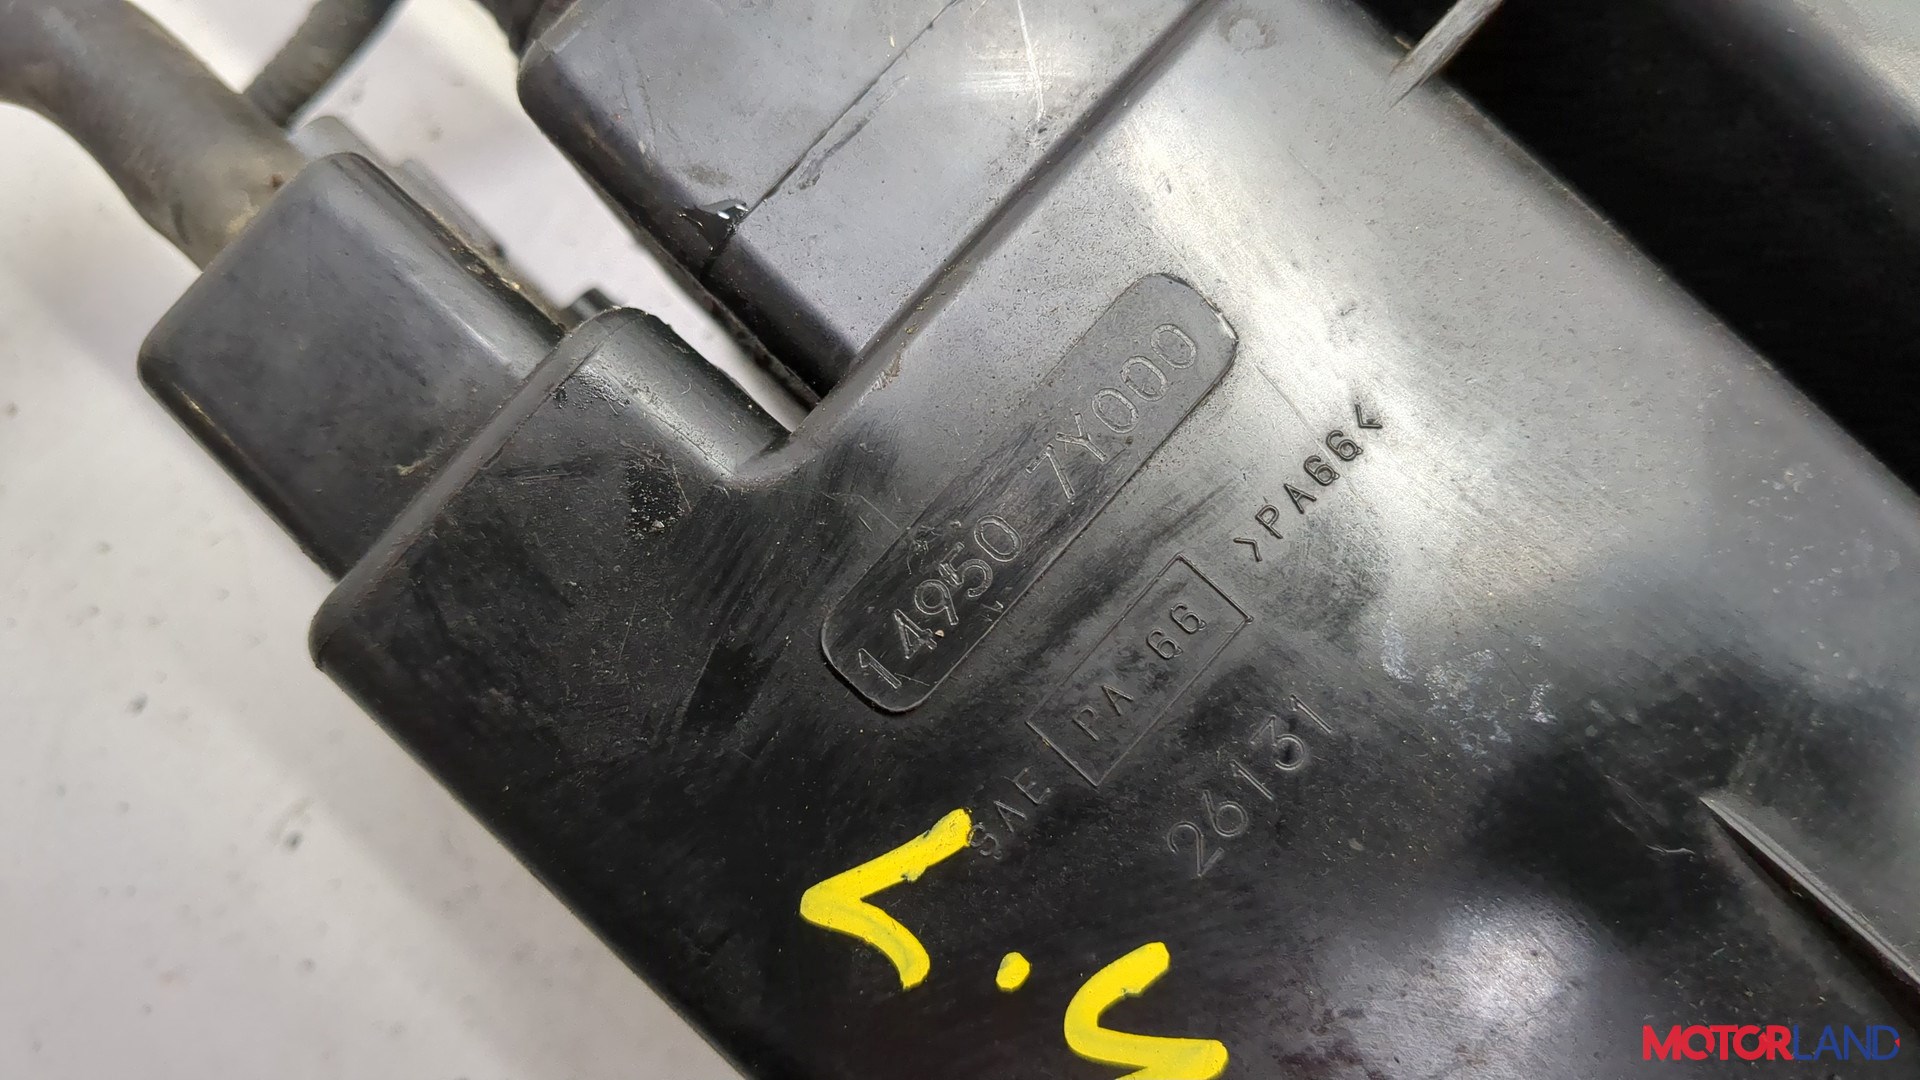 14950 7Y000
>PA66<
SAE PA 66
26131
MOTORLAND